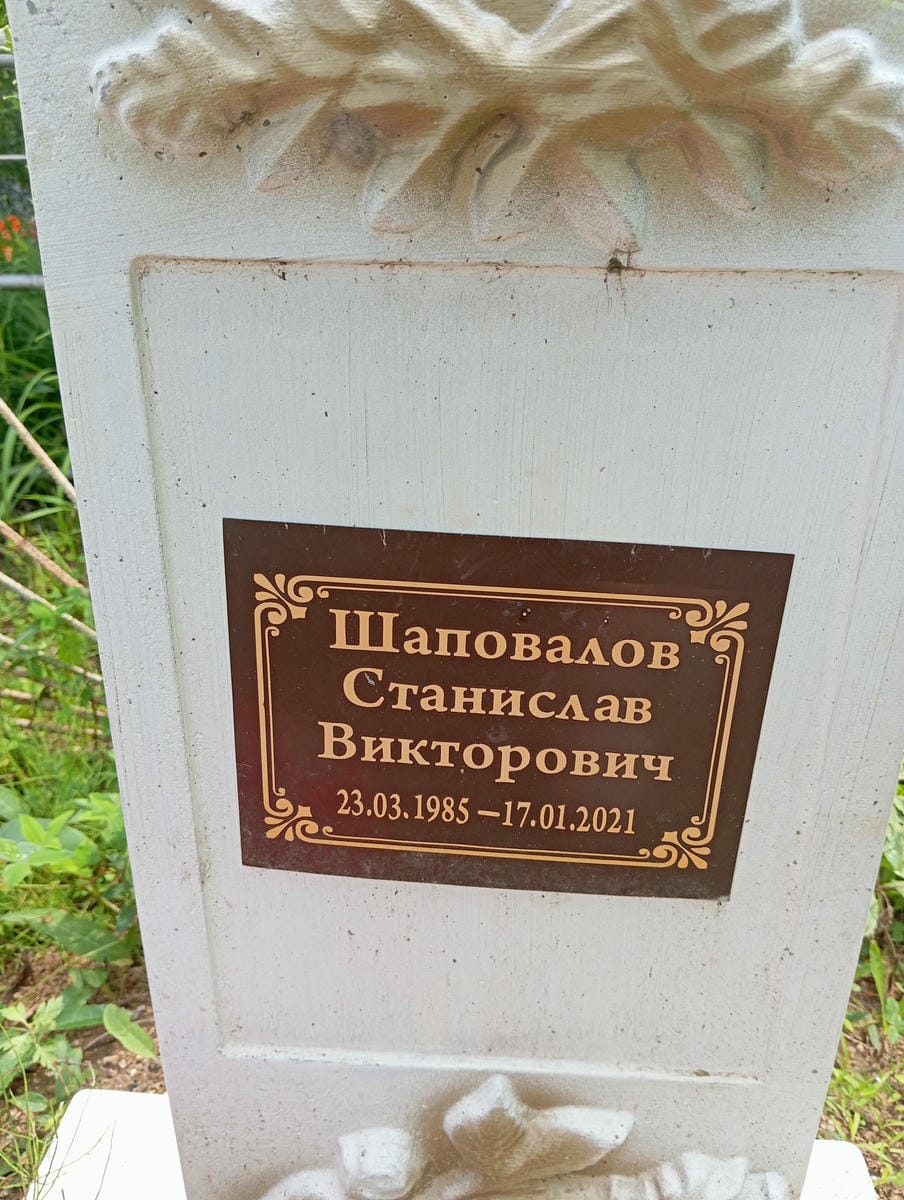 Шаповалов
Станислав
Викторович
23.03.1985 – 17.01.2021